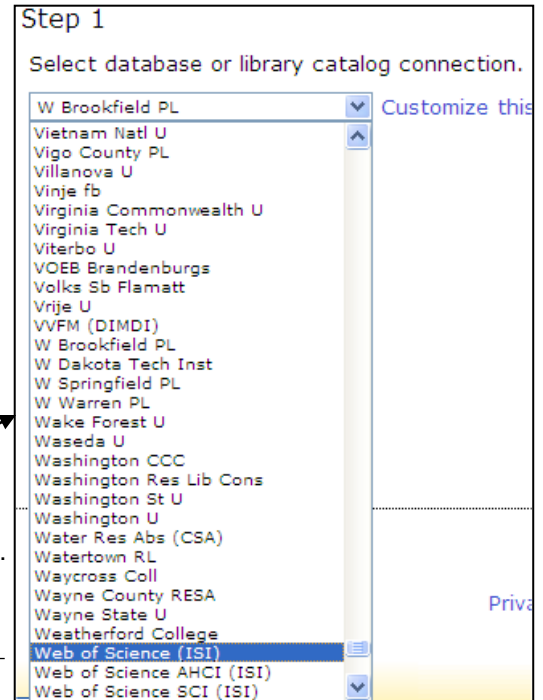 Step 1
Select database or library catalog connection.
W Brookfield PL Customize this
Vietnam Natl U
Vigo County PL
Villanova U
Vinje fb
Virginia Commonwealth U
Virginia Tech U
Viterbo U
VOEB Brandenburgs
Volks Sb Flamatt
Vrije U
VVFM (DIMDI)
W Brookfield PL
W Dakota Tech Inst
W Springfield PL
W Warren PL
Wake Forest U
Waseda U
Washington CCC
Washington Res Lib Cons
Washington St U
Washington U
Water Res Abs (CSA)
Watertown RL
Waycross Coll
Wayne County RESA
Priva
Wayne State U
Weatherford College
Web of Science (ISI)
Web of Science AHCI (ISI)
Web of Science SCI (ISI)